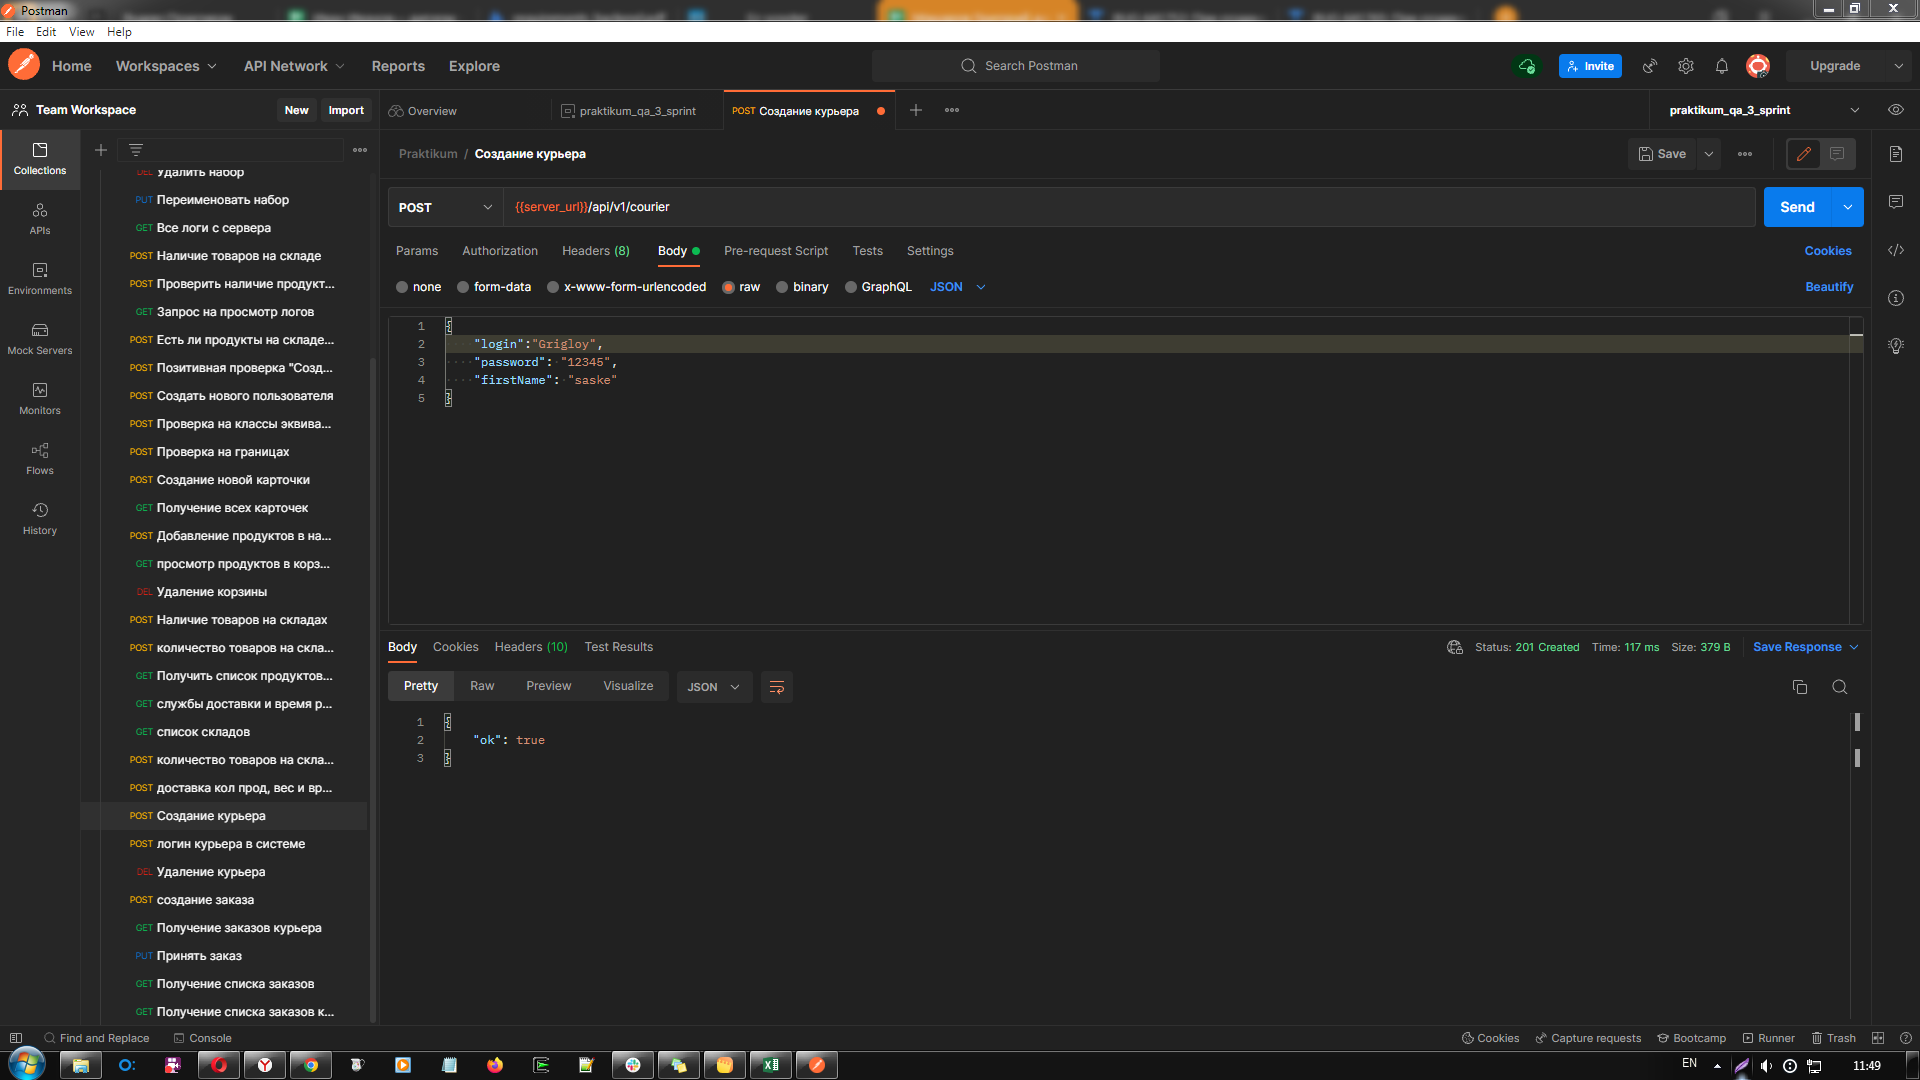 Postman
File Edit View Help
Home Workspaces API Network Reports Explore Search Postman Invite Upgrade
Team Workspace New Import Overview praktikum_qa_3_sprint POST Создание курьера praktikum_qa_3_sprint
Praktikum / Создание курьера Save
POST {{server_url}}/api/v1/courier Send
Params Authorization Headers (8) Body Pre-request Script Tests Settings Cookies
none form-data x-www-form-urlencoded raw binary GraphQL JSON Beautify
1 {
2 "login":"Grigloy",
3 "password": "12345",
4 "firstName": "saske"
5 }
Body Cookies Headers (10) Test Results Status: 201 Created Time: 117 ms Size: 379 B Save Response
Pretty Raw Preview Visualize JSON
1 {
2 "ok": true
3 }
Collections
APIs
Environments
Mock Servers
Monitors
Flows
History
DEL Удалить набор
PUT Переименовать набор
GET Все логи с сервера
POST Наличие товаров на складе
POST Проверить наличие продукт...
GET Запрос на просмотр логов
POST Есть ли продукты на складе...
POST Позитивная проверка "Созд...
POST Создать нового пользователя
POST Проверка на классы эквива...
POST Проверка на границах
POST Создание новой карточки
GET Получение всех карточек
POST Добавление продуктов в на...
GET просмотр продуктов в корз...
DEL Удаление корзины
POST Наличие товаров на складах
POST количество товаров на скла...
GET Получить список продуктов...
GET службы доставки и время р...
GET список складов
POST количество товаров на скла...
POST доставка кол прод, вес и вр...
POST Создание курьера
POST логин курьера в системе
DEL Удаление курьера
POST создание заказа
GET Получение заказов курьера
PUT Принять заказ
GET Получение списка заказов
GET Получение списка заказов к...
Find and Replace Console Cookies Capture requests Bootcamp Runner Trash
EN 11:49